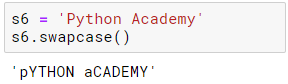 s6 = 'Python Academy'
s6.swapcase()
'pYTHON aCADEMY'